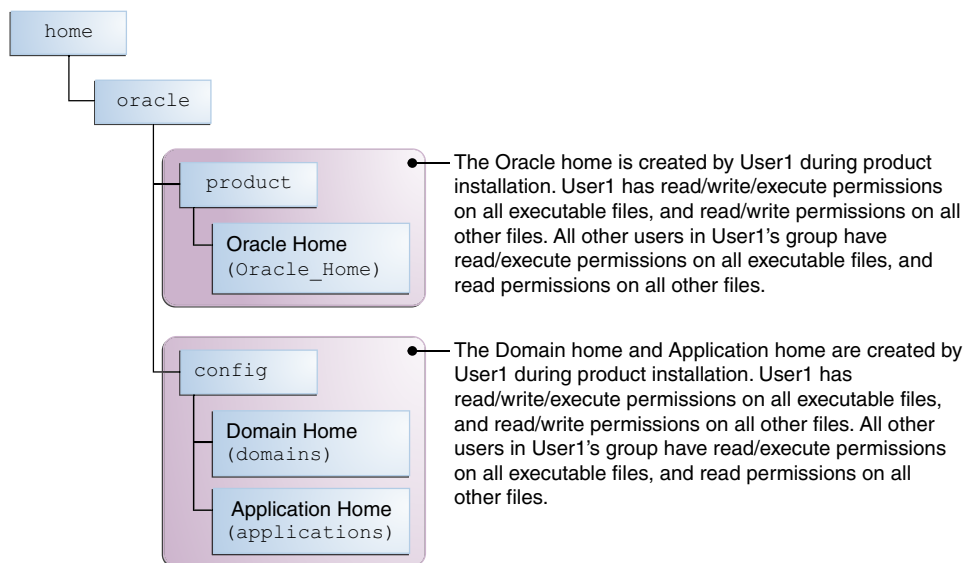 home
oracle
product
Oracle Home
(Oracle_Home)
The Oracle home is created by User1 during product
installation. User1 has read/write/execute permissions
on all executable files, and read/write permissions on all
other files. All other users in User1's group have
read/execute permissions on all executable files, and
read permissions on all other files.
config
Domain Home
(domains)
Application Home
(applications)
The Domain home and Application home are created by
User1 during product installation. User1 has
read/write/execute permissions on all executable files,
and read/write permissions on all other files. All other
users in User1's group have read/execute permissions
on all executable files, and read permissions on all
other files.